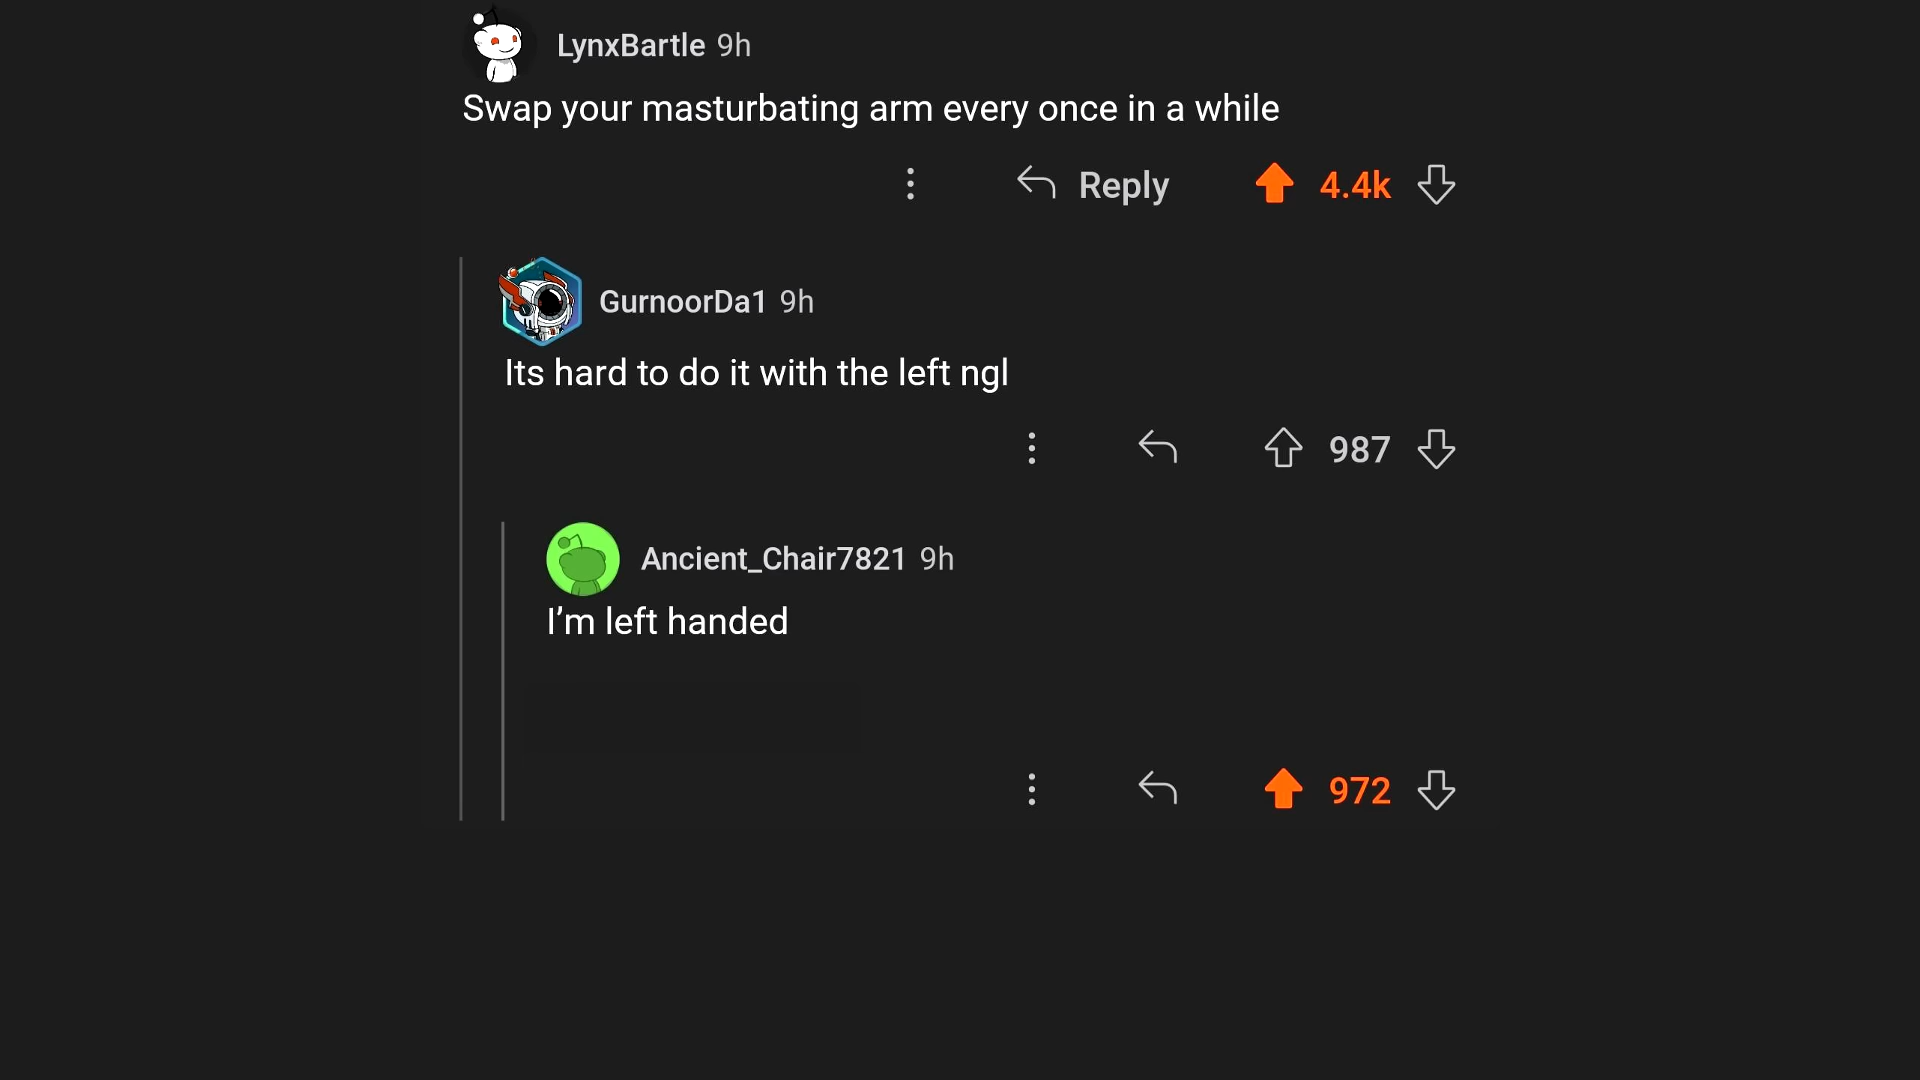 LynxBartle 9h
Swap your masturbating arm every once in a while
Reply 4.4k
GurnoorDa1 9h
Its hard to do it with the left ngl
987
Ancient_Chair7821 9h
I’m left handed
972